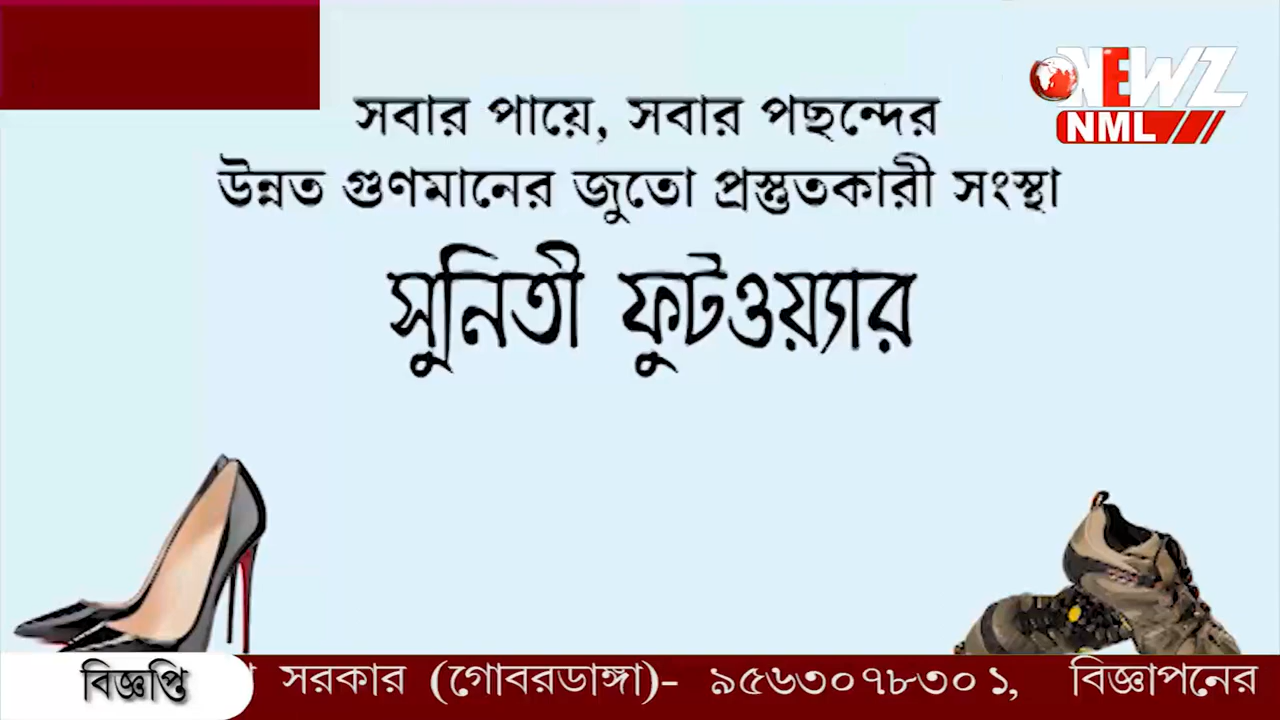 NEWZ
NML
সবার পায়ে, সবার পছন্দের
উন্নত গুণমানের জুতো প্রস্তুতকারী সংস্থা
সুনিতী ফুটওয়্যার
বিজ্ঞপ্তি
সরকার (গোবরডাঙ্গা)- ৯৫৬৩০৭৮৩০১, বিজ্ঞাপনের